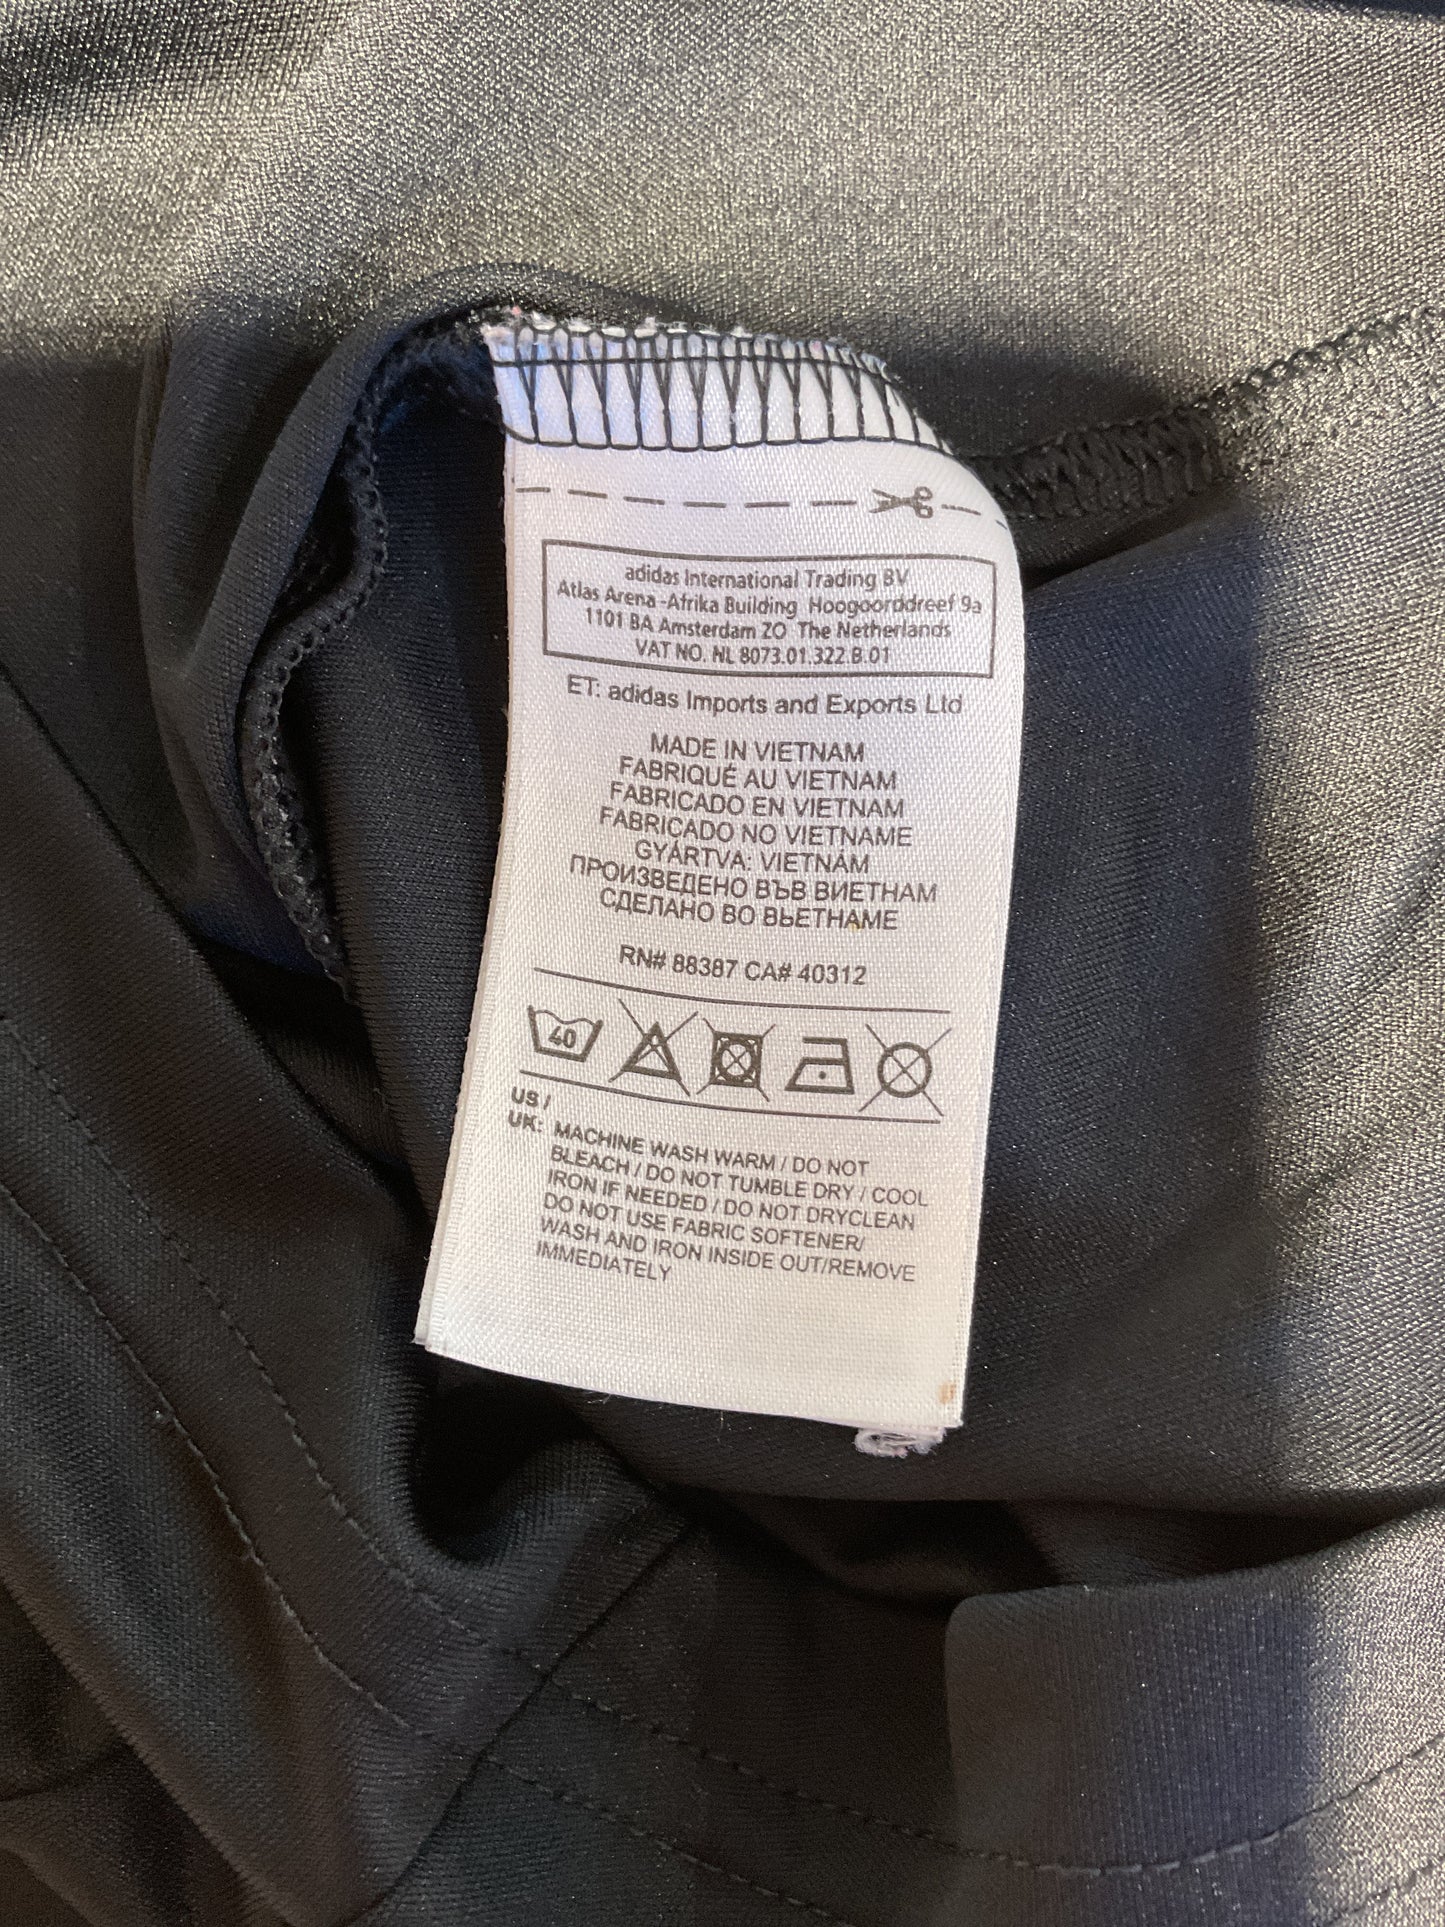 adidas International Trading BV
Atlas Arena -Afrika Building Hoogoorddreef 9a
1101 BA Amsterdam ZO The Netherlands
VAT NO. NL 8073.01.322.B.01
ET: adidas Imports and Exports Ltd
MADE IN VIETNAM
FABRIQUÉ AU VIETNAM
FABRICADO EN VIETNAM
FABRICADO NO VIETNAME
GYÁRTVA: VIETNÁM
ПРОИЗВЕДЕНО ВЪВ ВИЕТНАМ
СДЕЛАНО ВО ВЬЕТНАМЕ
RN# 88387 CA# 40312
40
US /
UK: MACHINE WASH WARM / DO NOT
BLEACH / DO NOT TUMBLE DRY / COOL
IRON IF NEEDED / DO NOT DRYCLEAN
DO NOT USE FABRIC SOFTENER/
WASH AND IRON INSIDE OUT/REMOVE
IMMEDIATELY